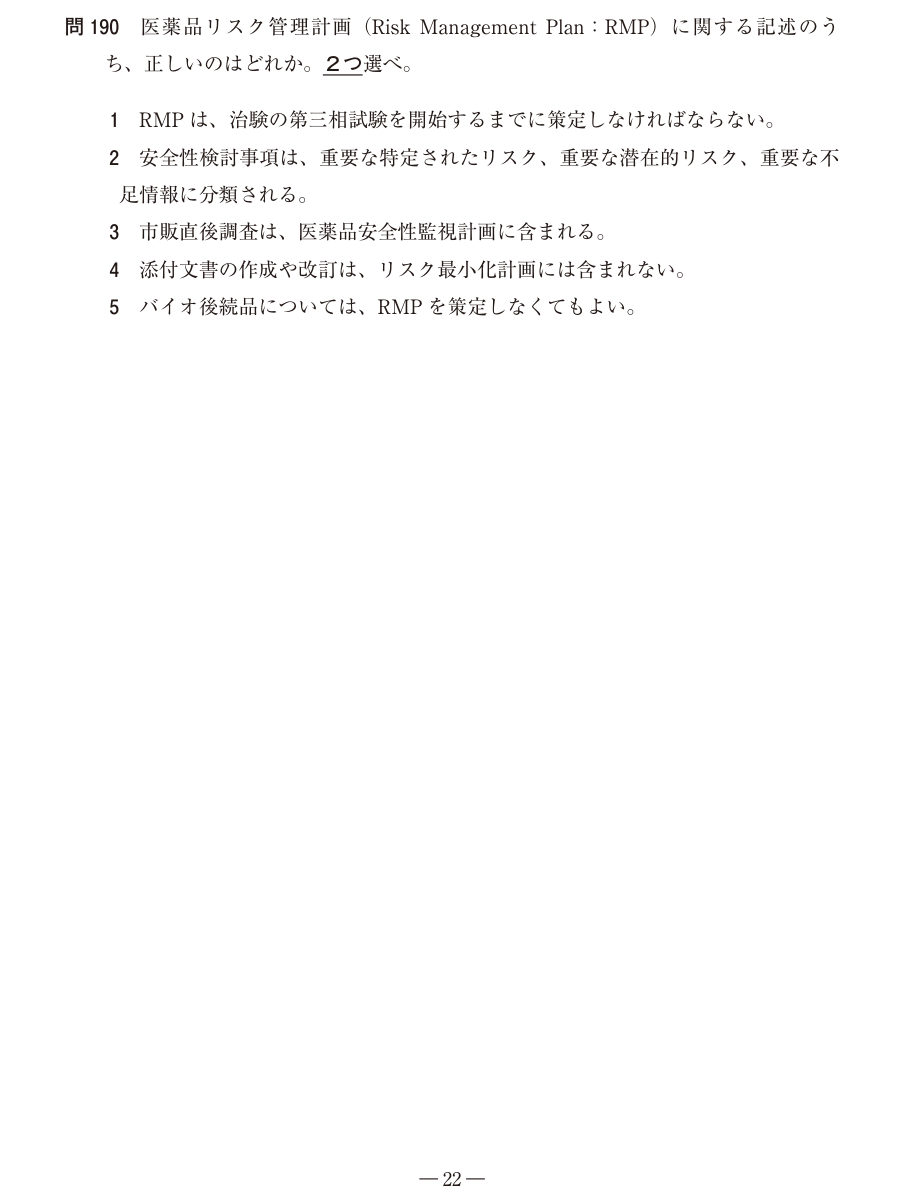 問 190　医薬品リスク管理計画（Risk Management Plan：RMP）に関する記述のう
ち、正しいのはどれか。２つ選べ。
1　RMP は、治験の第三相試験を開始するまでに策定しなければならない。
2　安全性検討事項は、重要な特定されたリスク、重要な潜在的リスク、重要な不
足情報に分類される。
3　市販直後調査は、医薬品安全性監視計画に含まれる。
4　添付文書の作成や改訂は、リスク最小化計画には含まれない。
5　バイオ後続品については、RMP を策定しなくてもよい。
― 22 ―